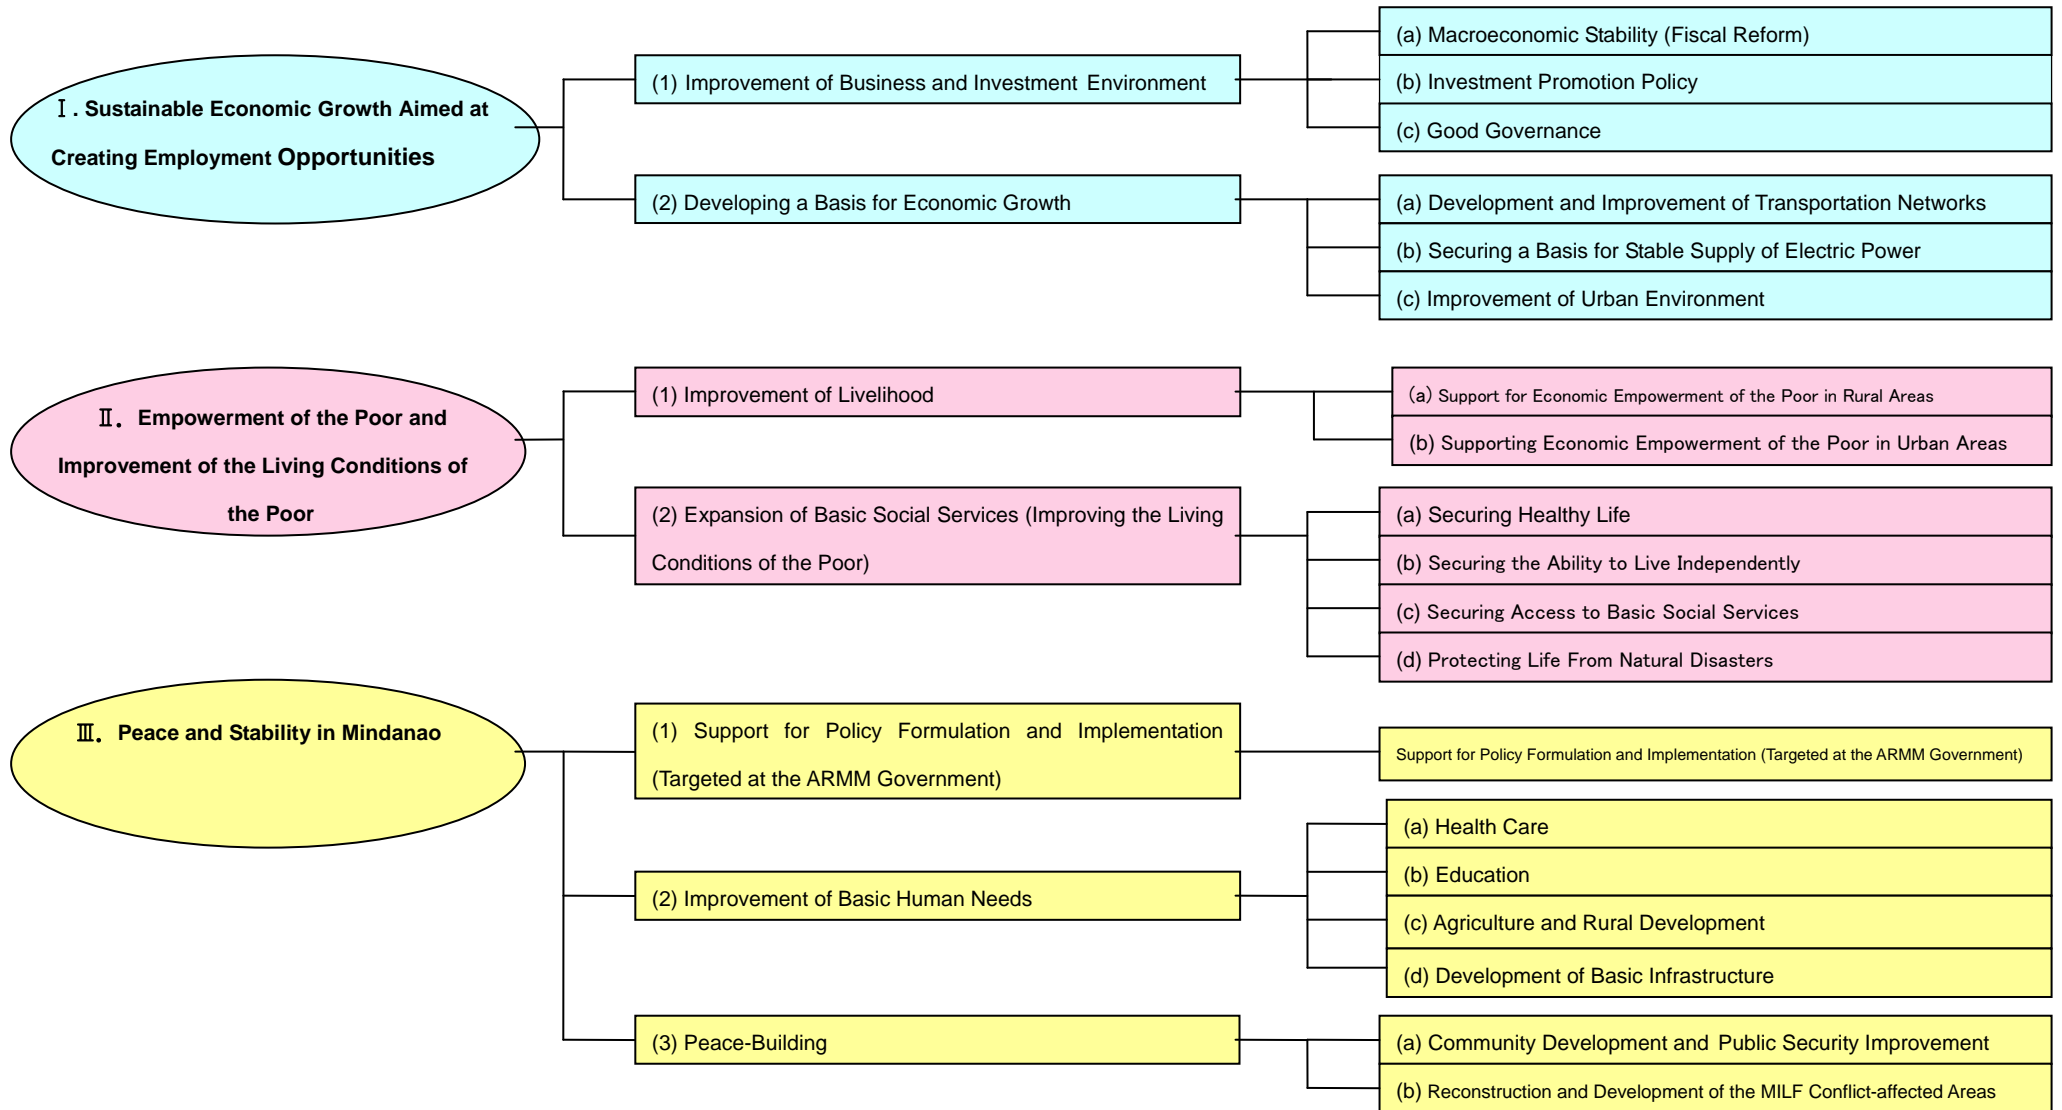 Ⅰ. Sustainable Economic Growth Aimed at
Creating Employment Opportunities
(1) Improvement of Business and Investment Environment
(a) Macroeconomic Stability (Fiscal Reform)
(b) Investment Promotion Policy
(c) Good Governance
(2) Developing a Basis for Economic Growth
(a) Development and Improvement of Transportation Networks
(b) Securing a Basis for Stable Supply of Electric Power
(c) Improvement of Urban Environment
Ⅱ. Empowerment of the Poor and
Improvement of the Living Conditions of
the Poor
(1) Improvement of Livelihood
(a) Support for Economic Empowerment of the Poor in Rural Areas
(b) Supporting Economic Empowerment of the Poor in Urban Areas
(2) Expansion of Basic Social Services (Improving the Living
Conditions of the Poor)
(a) Securing Healthy Life
(b) Securing the Ability to Live Independently
(c) Securing Access to Basic Social Services
(d) Protecting Life From Natural Disasters
Ⅲ. Peace and Stability in Mindanao
(1) Support for Policy Formulation and Implementation
(Targeted at the ARMM Government)
Support for Policy Formulation and Implementation (Targeted at the ARMM Government)
(2) Improvement of Basic Human Needs
(a) Health Care
(b) Education
(c) Agriculture and Rural Development
(d) Development of Basic Infrastructure
(3) Peace-Building
(a) Community Development and Public Security Improvement
(b) Reconstruction and Development of the MILF Conflict-affected Areas